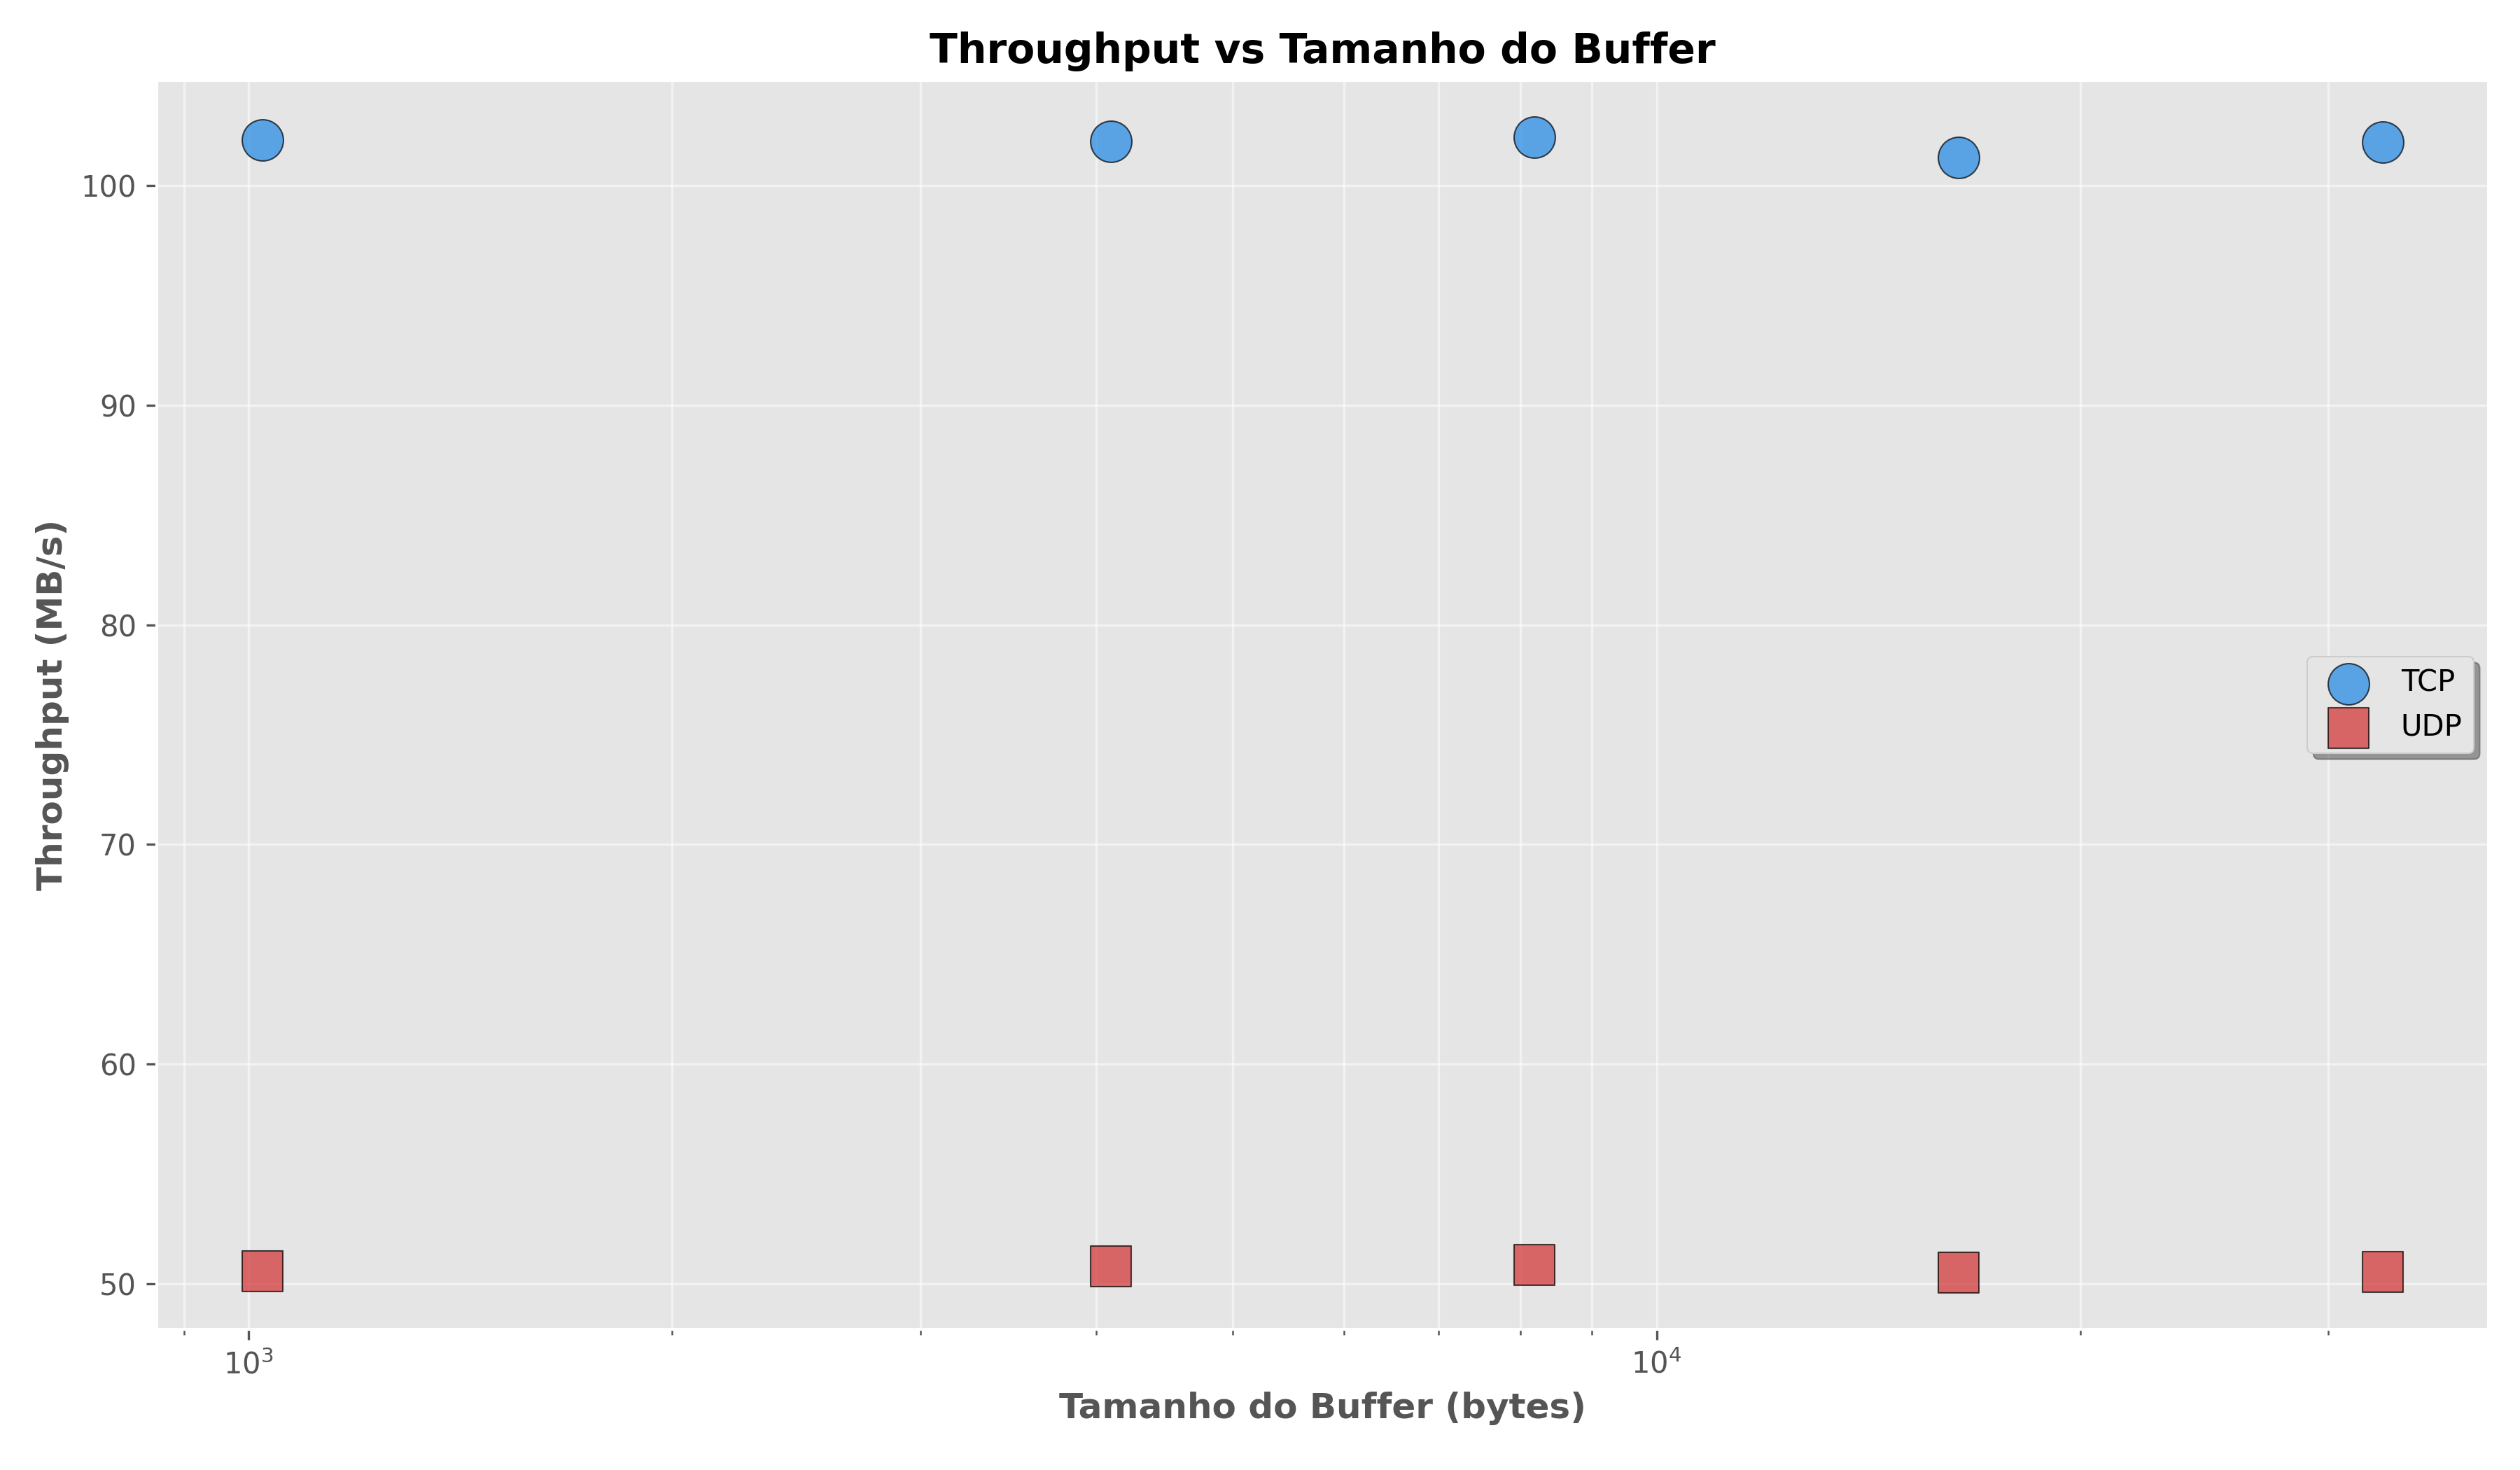 Throughput vs Tamanho do Buffer
Throughput (MB/s)
100
90
80
70
60
50
TCP
UDP
10³
10⁴
Tamanho do Buffer (bytes)